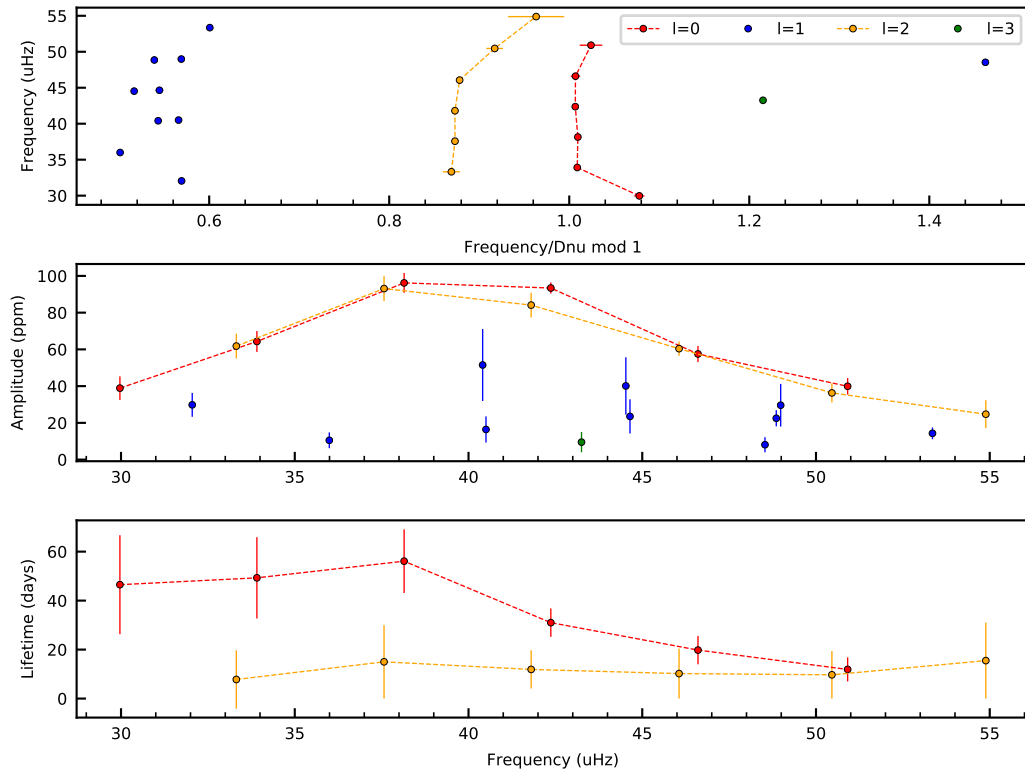 55
50
45
40
35
30
Frequency (uHz)
l=0 l=1 l=2 l=3
0.6 0.8 1.0 1.2 1.4
Frequency/Dnu mod 1
100
80
60
40
20
0
Amplitude (ppm)
30 35 40 45 50 55
60
40
20
0
Lifetime (days)
30 35 40 45 50 55
Frequency (uHz)